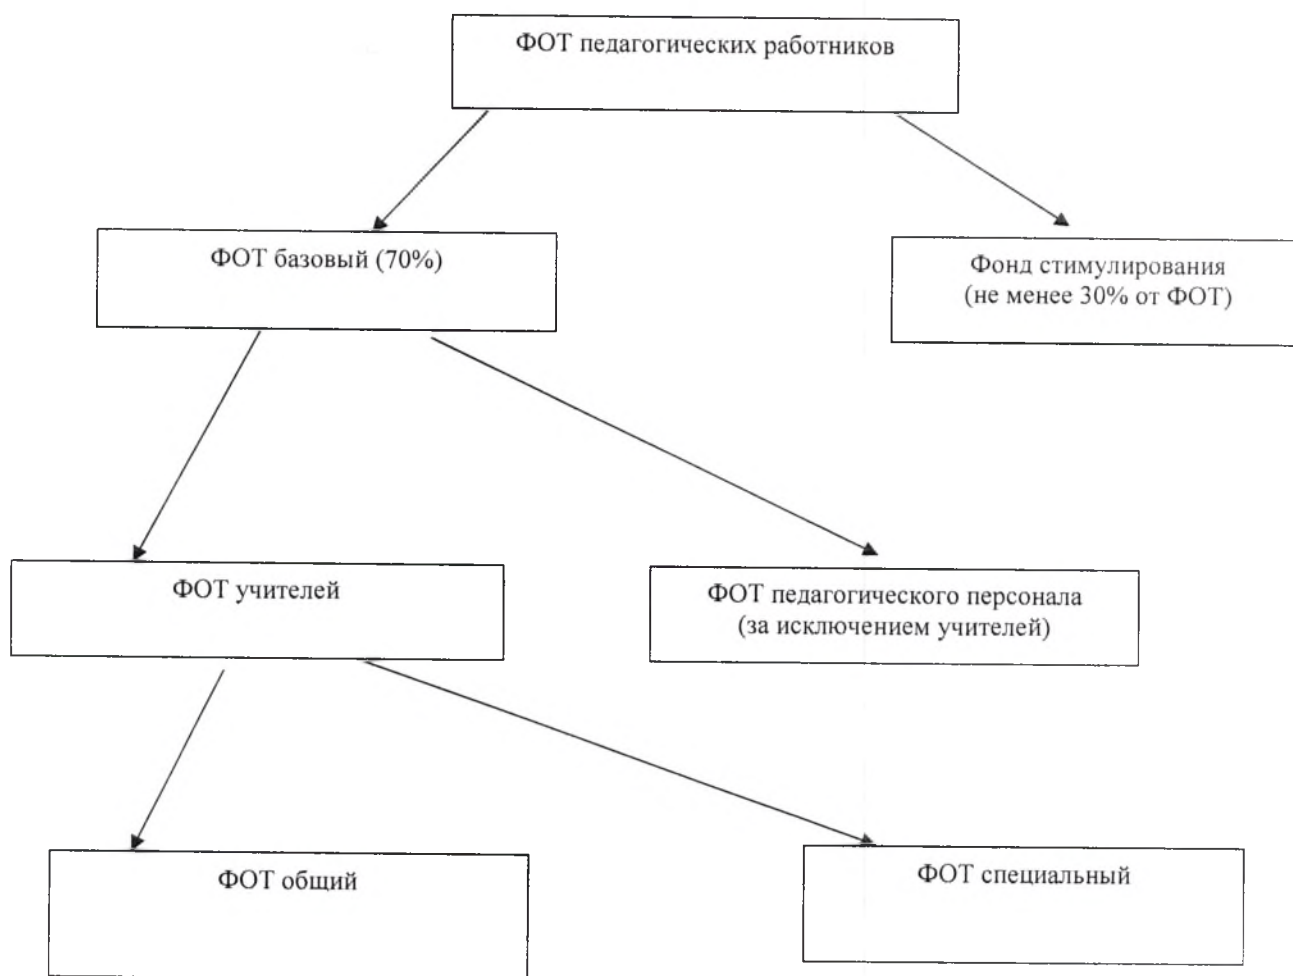 ФОТ педагогических работников
ФОТ базовый (70%)
Фонд стимулирования
(не менее 30% от ФОТ)
ФОТ учителей
ФОТ педагогического персонала
(за исключением учителей)
ФОТ общий
ФОТ специальный